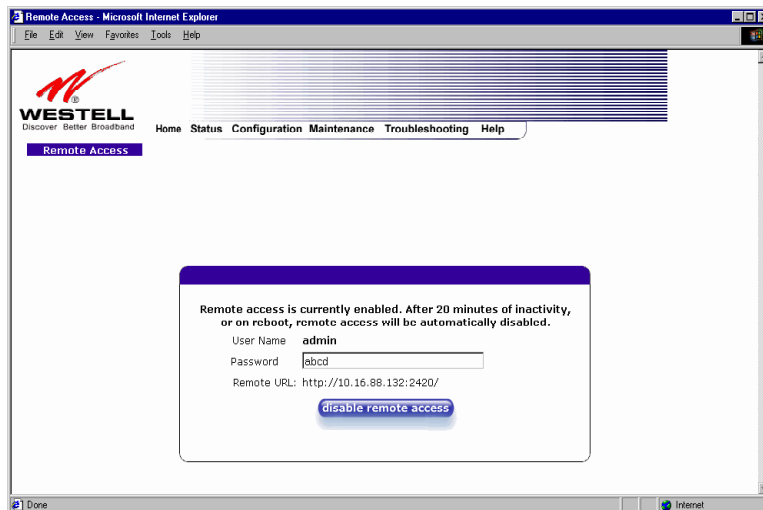 Remote Access - Microsoft Internet Explorer
File Edit View Favorites Tools Help
®
WESTELL
Discover Better Broadband
Home Status Configuration Maintenance Troubleshooting Help
Remote Access
Remote access is currently enabled. After 20 minutes of inactivity,
or on reboot, remote access will be automatically disabled.
User Name admin
Password abcd
Remote URL: http://10.16.88.132:2420/
disable remote access
Done Internet